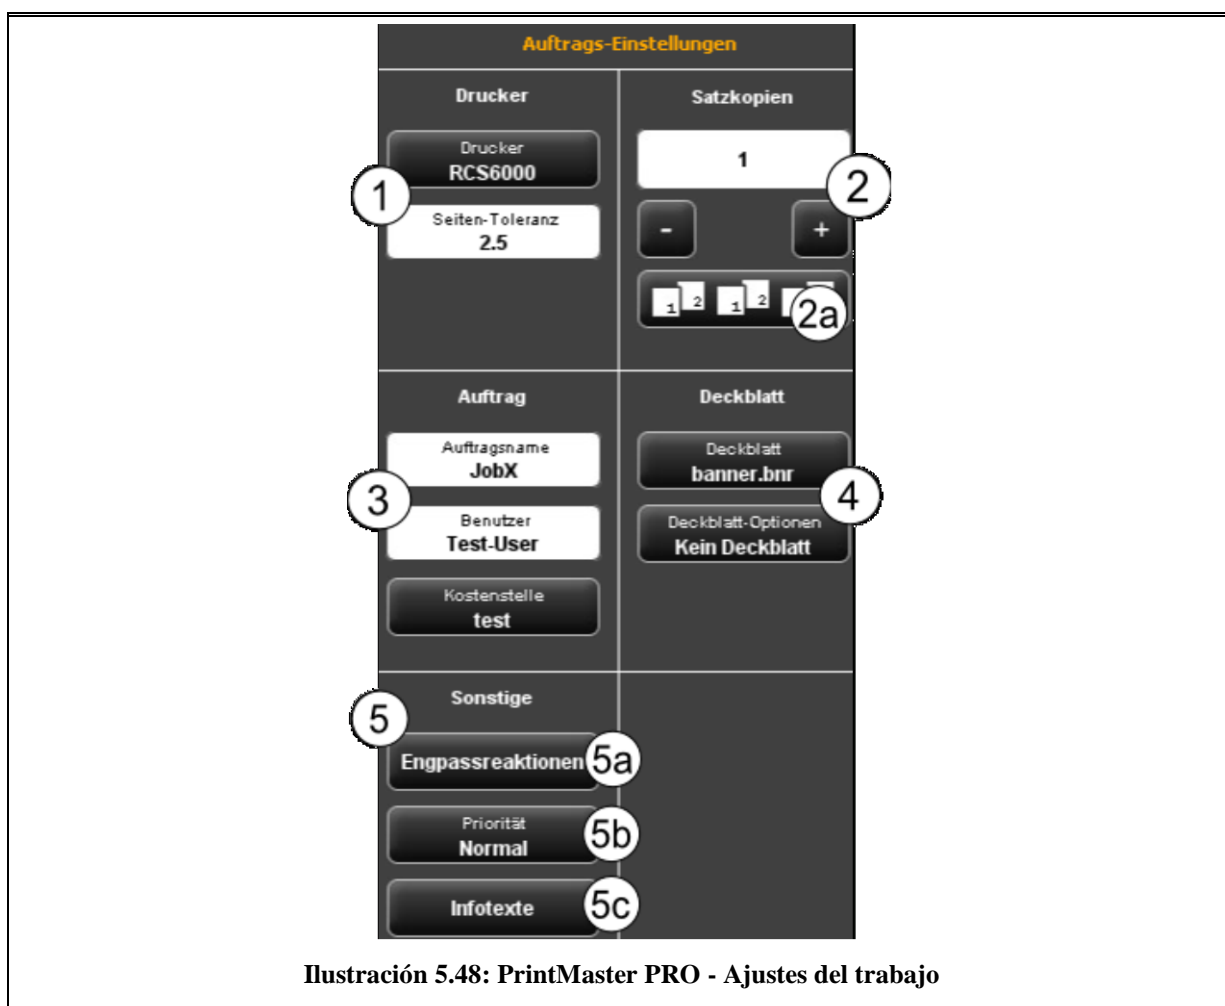 Auftrags-Einstellungen
Drucker
Satzkopien
Drucker
RCS6000
1
Seiten-Toleranz
2.5
1
2
-
+
1 2 1 2
2a
Auftrag
Deckblatt
Auftragsname
JobX
3
Benutzer
Test-User
Kostenstelle
test
Deckblatt
banner.bnr
4
Deckblatt-Optionen
Kein Deckblatt
Sonstige
5
Engpassreaktionen
5a
Priorität
Normal
5b
Infotexte
5c
Ilustración 5.48: PrintMaster PRO - Ajustes del trabajo